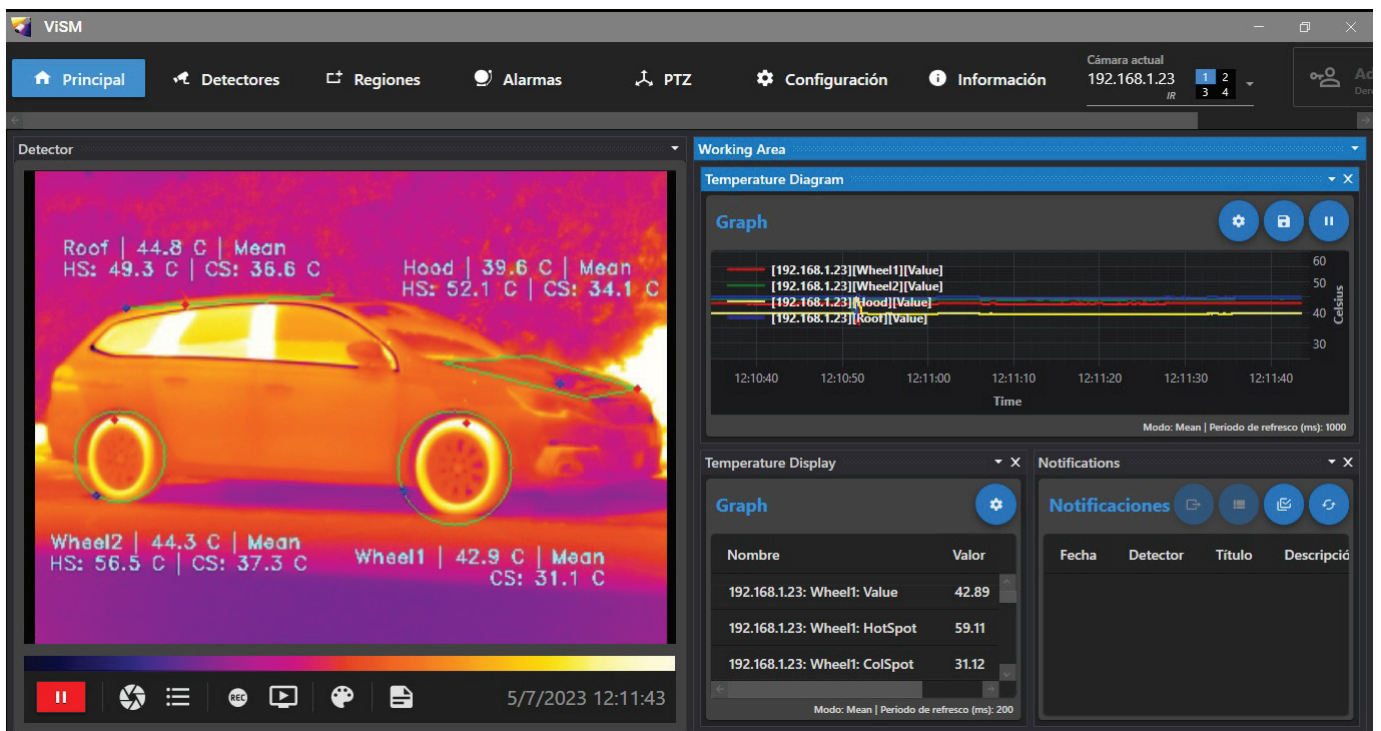 ViSM
Principal
Detectores
Regiones
Alarmas
PTZ
Configuración
Información
Cámara actual
192.168.1.23
IR
1 2
3 4
Ad
Dere
Detector
Roof | 44.8 C | Mean
HS: 49.3 C | CS: 36.6 C
Hood | 39.6 C | Mean
HS: 52.1 C | CS: 34.1 C
Wheel2 | 44.3 C | Mean
HS: 56.5 C | CS: 37.3 C
Wheel1 | 42.9 C | Mean
CS: 31.1 C
REC
5/7/2023 12:11:43
Working Area
Temperature Diagram
Graph
[192.168.1.23][Wheel1][Value]
[192.168.1.23][Wheel2][Value]
[192.168.1.23][Hood][Value]
[192.168.1.23][Roof][Value]
60
50
40
30
Celsius
12:10:40 12:10:50 12:11:00 12:11:10 12:11:20 12:11:30 12:11:40
Time
Modo: Mean | Periodo de refresco (ms): 1000
Temperature Display
Graph
Nombre Valor
192.168.1.23: Wheel1: Value 42.89
192.168.1.23: Wheel1: HotSpot 59.11
192.168.1.23: Wheel1: ColSpot 31.12
Modo: Mean | Periodo de refresco (ms): 200
Notifications
Notificaciones
Fecha Detector Título Descripció